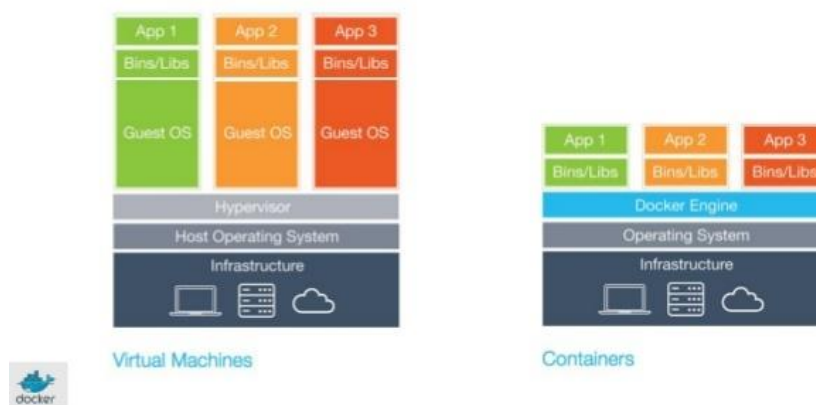 App 1
App 2
App 3
Bins/Libs
Bins/Libs
Bins/Libs
Guest OS
Guest OS
Guest OS
Hypervisor
Host Operating System
Infrastructure
Virtual Machines
App 1
App 2
App 3
Bins/Libs
Bins/Libs
Bins/Libs
Docker Engine
Operating System
Infrastructure
Containers
docker